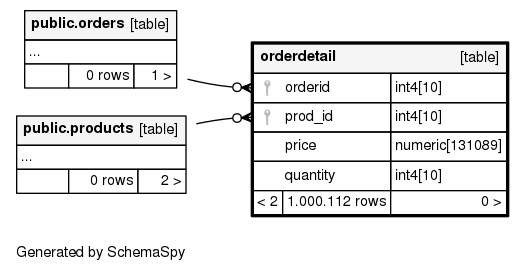 public.orders [table]
...
0 rows 1 >
public.products [table]
...
0 rows 2 >
orderdetail [table]
orderid int4[10]
prod_id int4[10]
price numeric[131089]
quantity int4[10]
< 2 1.000.112 rows 0 >
Generated by SchemaSpy